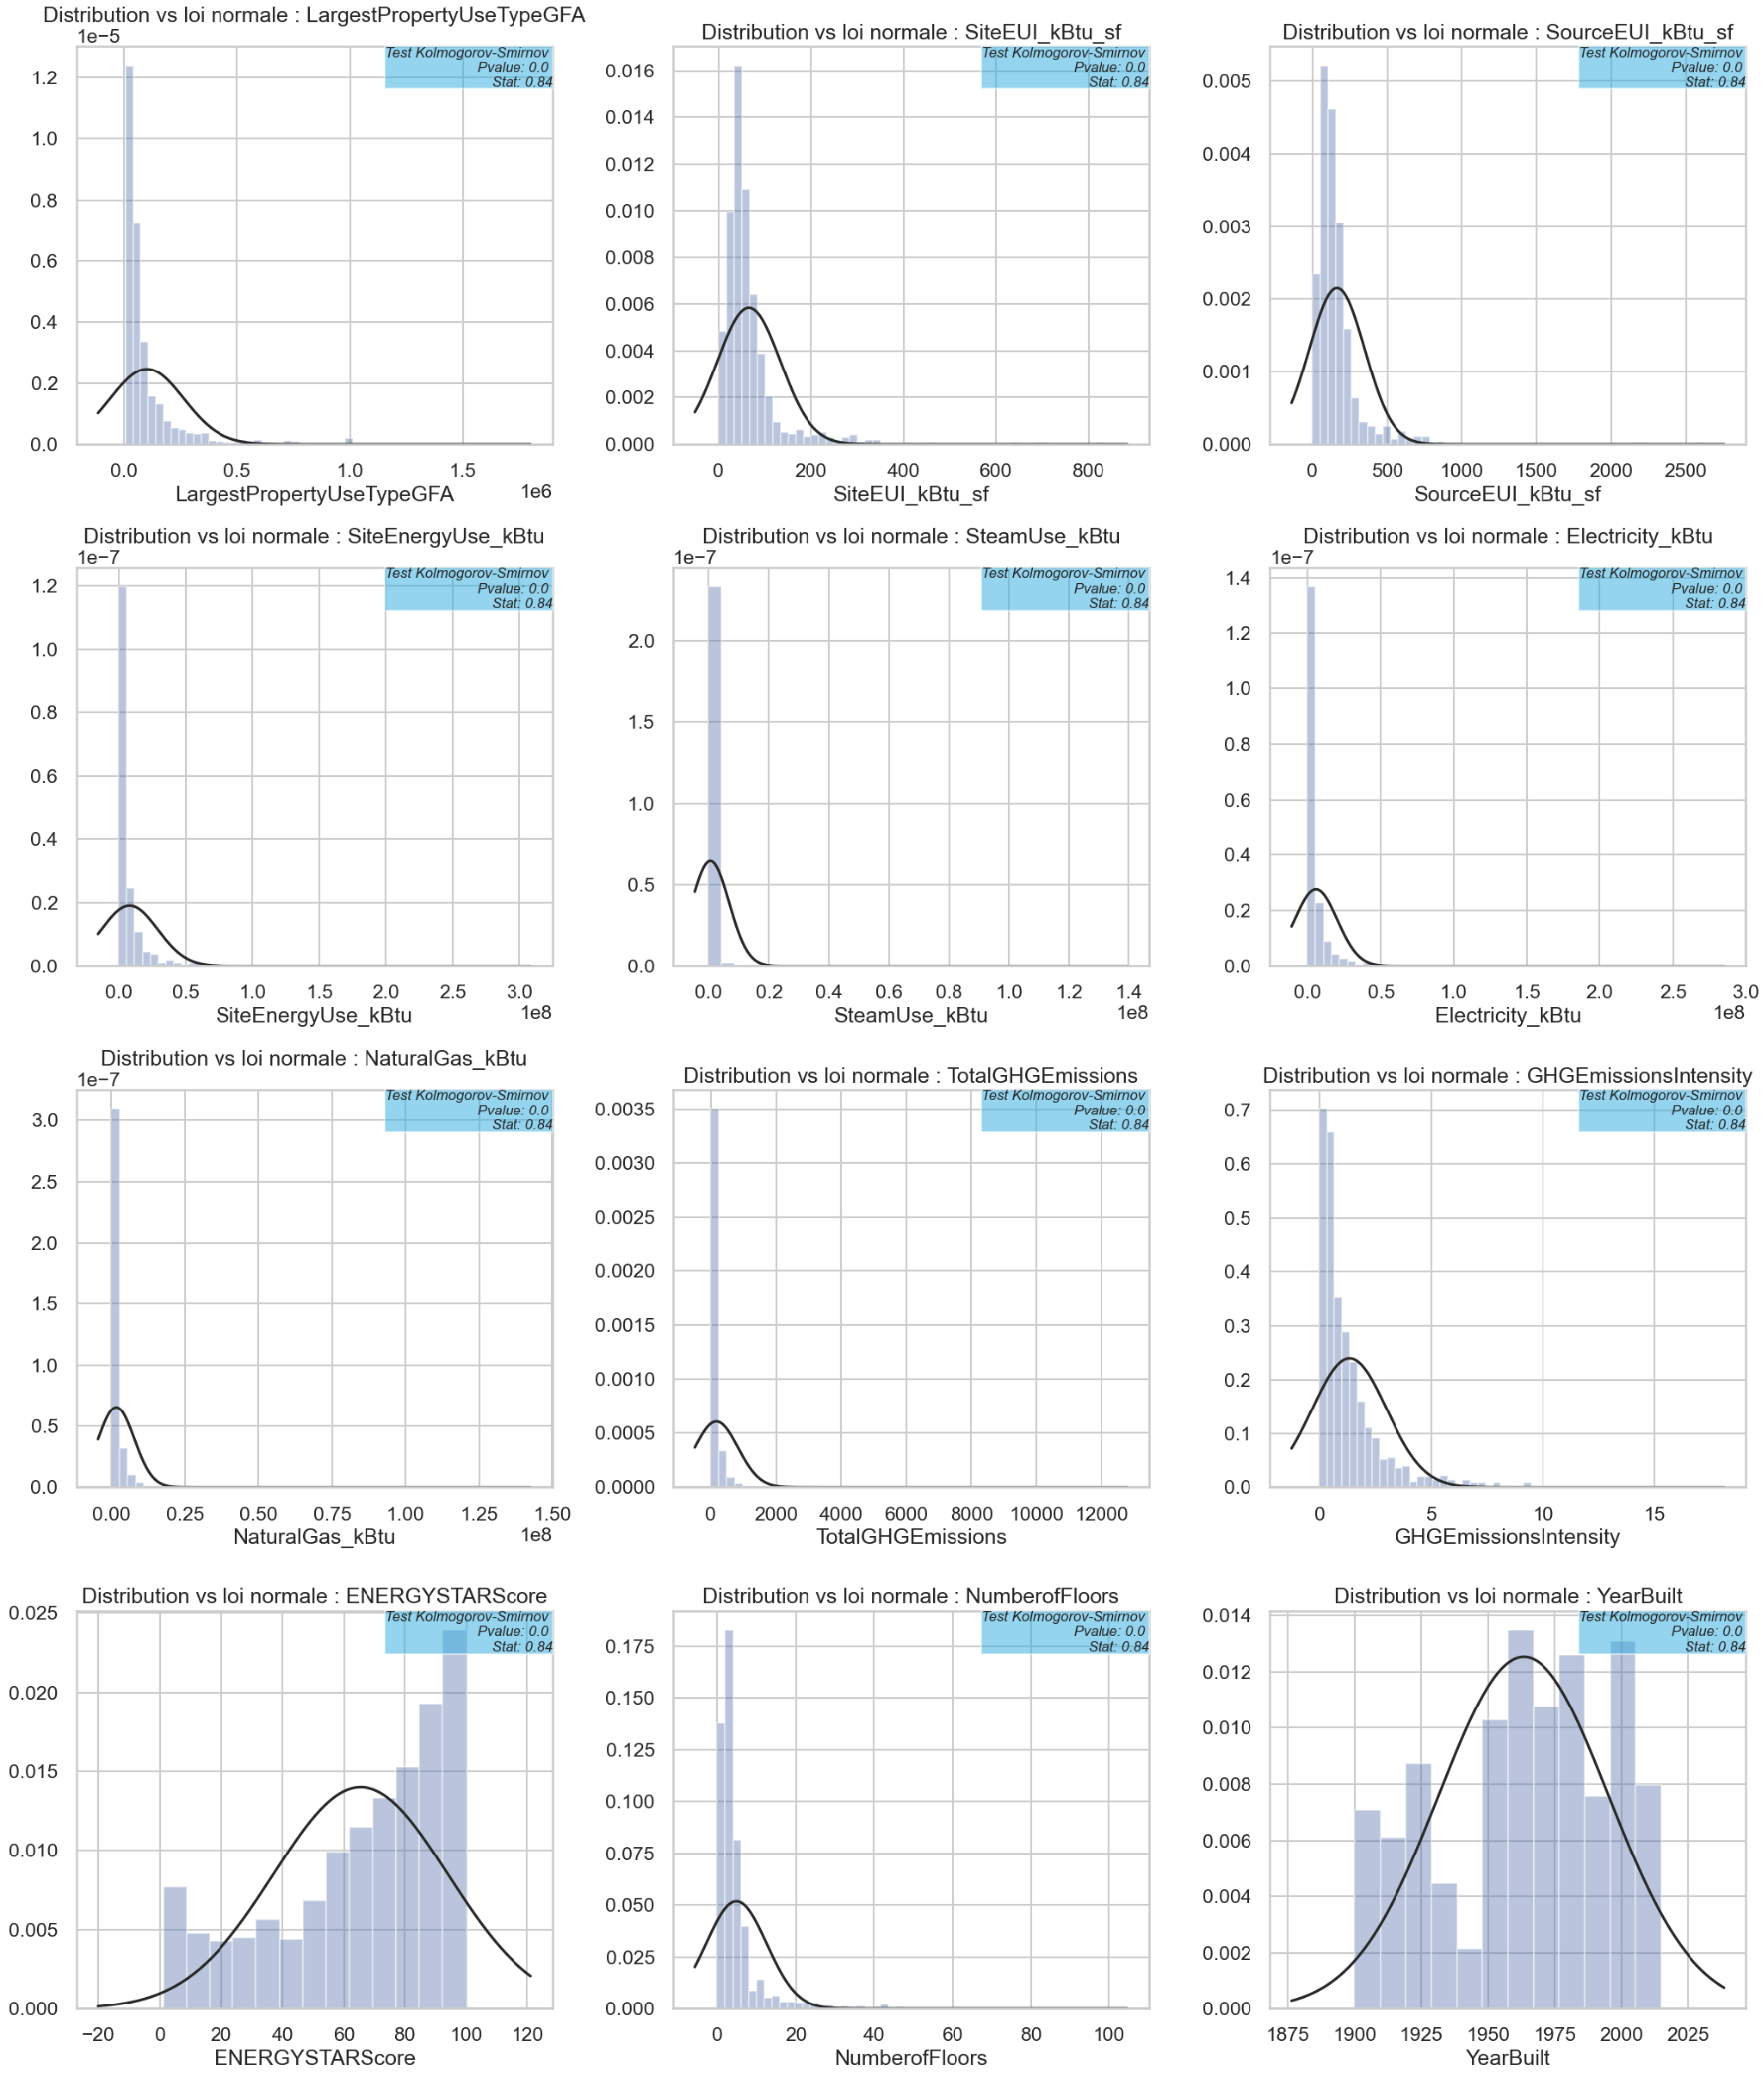 Distribution vs loi normale : LargestPropertyUseTypeGFA
1e−5
Test Kolmogorov-Smirnov
Pvalue: 0.0
Stat: 0.84
1.2
1.0
0.8
0.6
0.4
0.2
0.0
0.0 0.5 1.0 1.5
1e6
LargestPropertyUseTypeGFA
Distribution vs loi normale : SiteEUI_kBtu_sf
Test Kolmogorov-Smirnov
Pvalue: 0.0
Stat: 0.84
0.016
0.014
0.012
0.010
0.008
0.006
0.004
0.002
0.000
0 200 400 600 800
SiteEUI_kBtu_sf
Distribution vs loi normale : SourceEUI_kBtu_sf
Test Kolmogorov-Smirnov
Pvalue: 0.0
Stat: 0.84
0.005
0.004
0.003
0.002
0.001
0.000
0 500 1000 1500 2000 2500
SourceEUI_kBtu_sf
Distribution vs loi normale : SiteEnergyUse_kBtu
1e−7
Test Kolmogorov-Smirnov
Pvalue: 0.0
Stat: 0.84
1.2
1.0
0.8
0.6
0.4
0.2
0.0
0.0 0.5 1.0 1.5 2.0 2.5 3.0
1e8
SiteEnergyUse_kBtu
Distribution vs loi normale : SteamUse_kBtu
1e−7
Test Kolmogorov-Smirnov
Pvalue: 0.0
Stat: 0.84
2.0
1.5
1.0
0.5
0.0
0.0 0.2 0.4 0.6 0.8 1.0 1.2 1.4
1e8
SteamUse_kBtu
Distribution vs loi normale : Electricity_kBtu
1e−7
Test Kolmogorov-Smirnov
Pvalue: 0.0
Stat: 0.84
1.4
1.2
1.0
0.8
0.6
0.4
0.2
0.0
0.0 0.5 1.0 1.5 2.0 2.5 3.0
1e8
Electricity_kBtu
Distribution vs loi normale : NaturalGas_kBtu
1e−7
Test Kolmogorov-Smirnov
Pvalue: 0.0
Stat: 0.84
3.0
2.5
2.0
1.5
1.0
0.5
0.0
0.00 0.25 0.50 0.75 1.00 1.25 1.50
1e8
NaturalGas_kBtu
Distribution vs loi normale : TotalGHGEmissions
Test Kolmogorov-Smirnov
Pvalue: 0.0
Stat: 0.84
0.0035
0.0030
0.0025
0.0020
0.0015
0.0010
0.0005
0.0000
0 2000 4000 6000 8000 10000 12000
TotalGHGEmissions
Distribution vs loi normale : GHGEmissionsIntensity
Test Kolmogorov-Smirnov
Pvalue: 0.0
Stat: 0.84
0.7
0.6
0.5
0.4
0.3
0.2
0.1
0.0
0 5 10 15
GHGEmissionsIntensity
Distribution vs loi normale : ENERGYSTARScore
Test Kolmogorov-Smirnov
Pvalue: 0.0
Stat: 0.84
0.025
0.020
0.015
0.010
0.005
0.000
−20 0 20 40 60 80 100 120
ENERGYSTARScore
Distribution vs loi normale : NumberofFloors
Test Kolmogorov-Smirnov
Pvalue: 0.0
Stat: 0.84
0.175
0.150
0.125
0.100
0.075
0.050
0.025
0.000
0 20 40 60 80 100
NumberofFloors
Distribution vs loi normale : YearBuilt
Test Kolmogorov-Smirnov
Pvalue: 0.0
Stat: 0.84
0.014
0.012
0.010
0.008
0.006
0.004
0.002
0.000
1875 1900 1925 1950 1975 2000 2025
YearBuilt